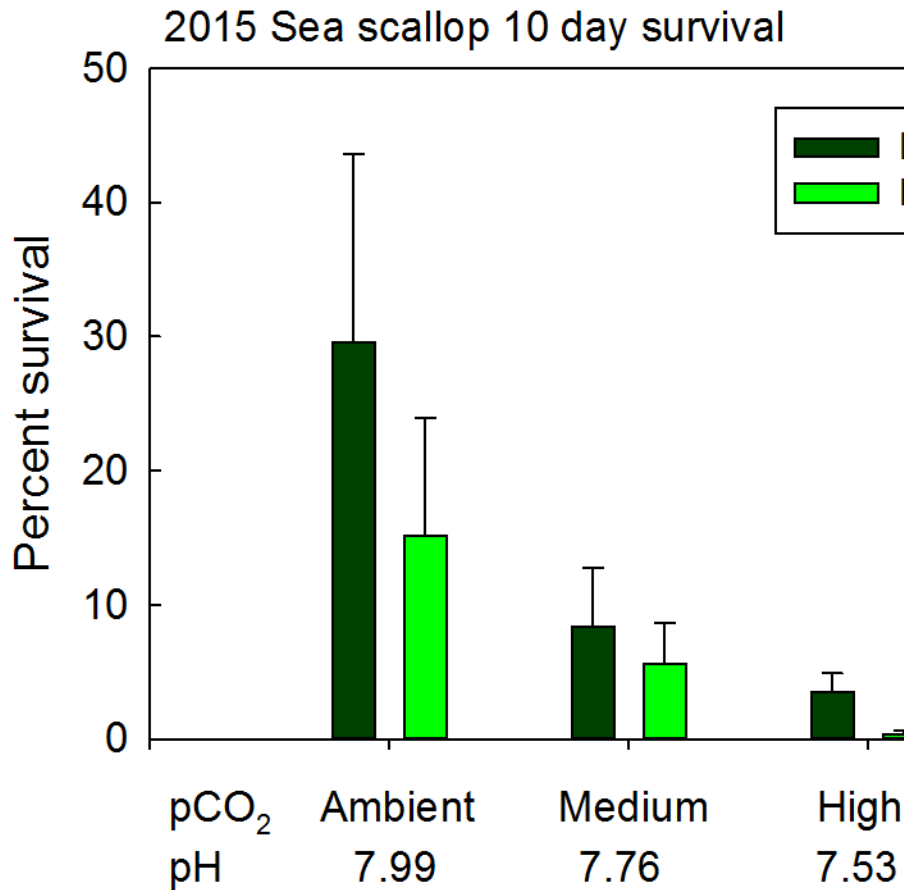 2015 Sea scallop 10 day survival
50
40
30
20
10
0
Percent survival
pCO₂ Ambient Medium High
pH 7.99 7.76 7.53